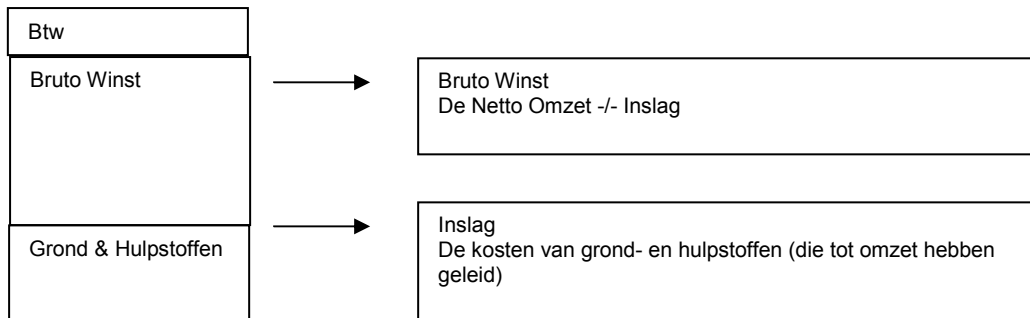 Btw
Bruto Winst
Bruto Winst
De Netto Omzet -/- Inslag
Grond & Hulpstoffen
Inslag
De kosten van grond- en hulpstoffen (die tot omzet hebben
geleid)